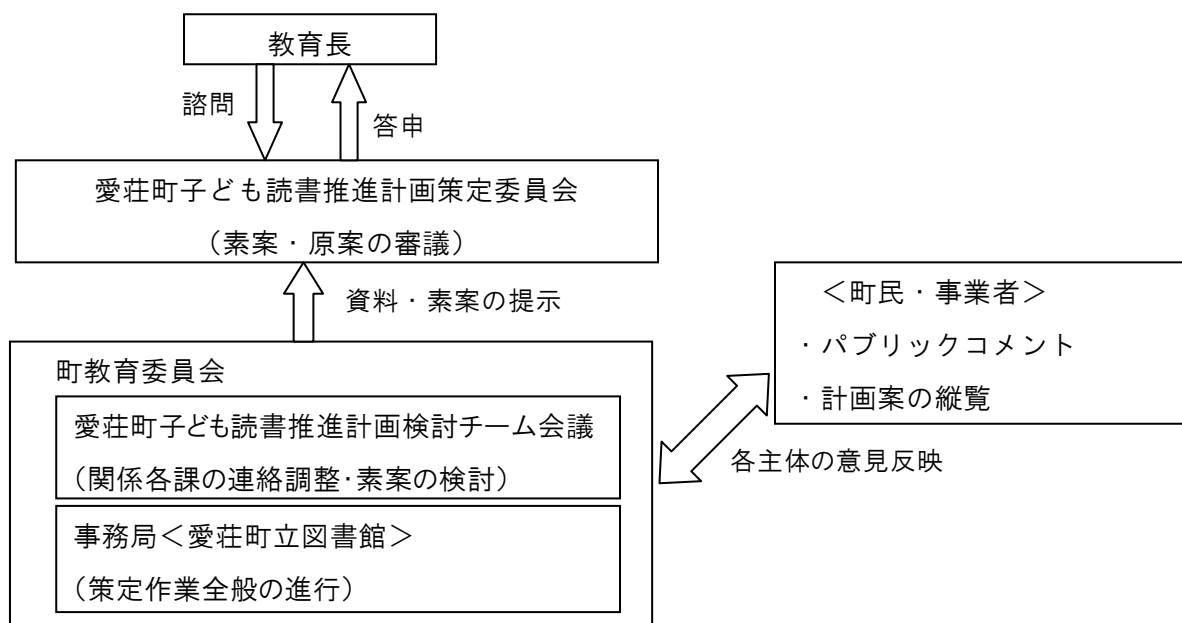 教育長
諮問
答申
愛荘町子ども読書推進計画策定委員会
（素案・原案の審議）
資料・素案の提示
＜町民・事業者＞
・パブリックコメント
・計画案の縦覧
町教育委員会
愛荘町子ども読書推進計画検討チーム会議
（関係各課の連絡調整・素案の検討）
各主体の意見反映
事務局＜愛荘町立図書館＞
（策定作業全般の進行）